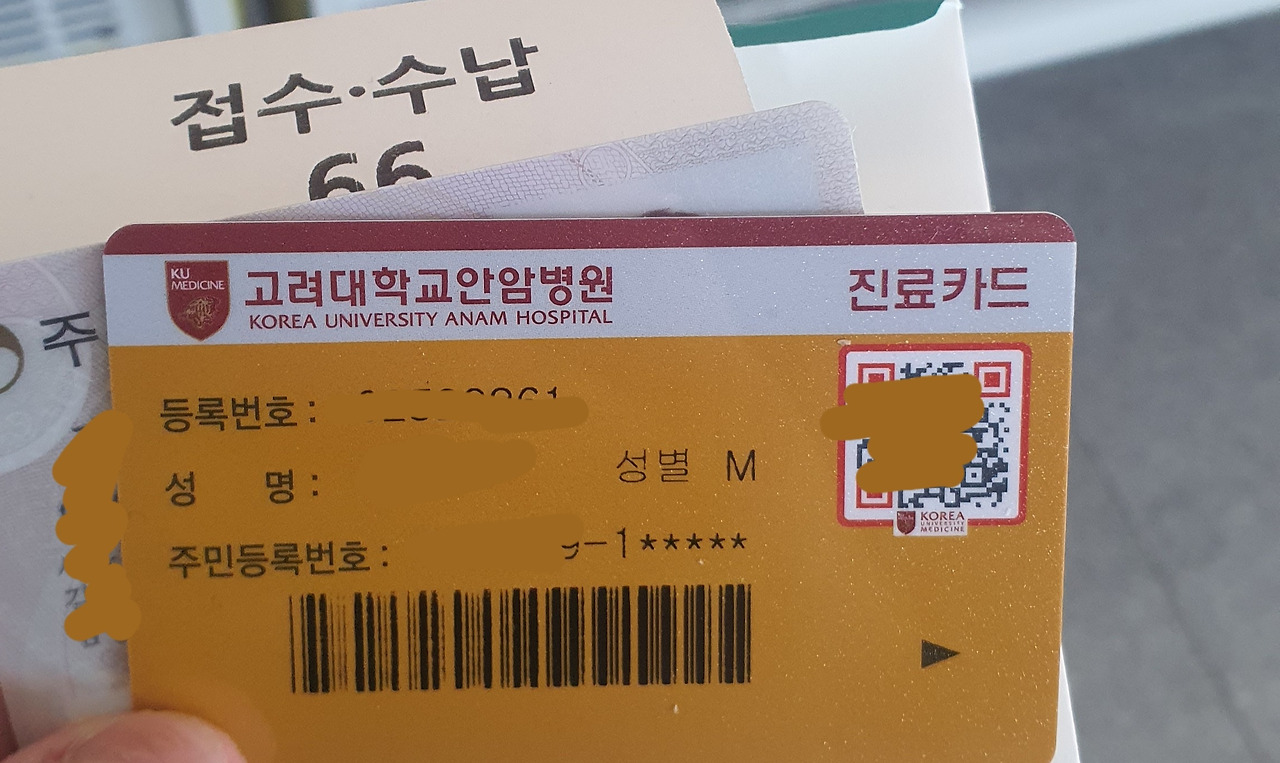 접수·수납
66
주
KU
MEDICINE
고려대학교안암병원
KOREA UNIVERSITY ANAM HOSPITAL
진료카드
등록번호 :
성 명 :
성별 M
주민등록번호 :
9-1*****
KOREA
UNIVERSITY
MEDICINE